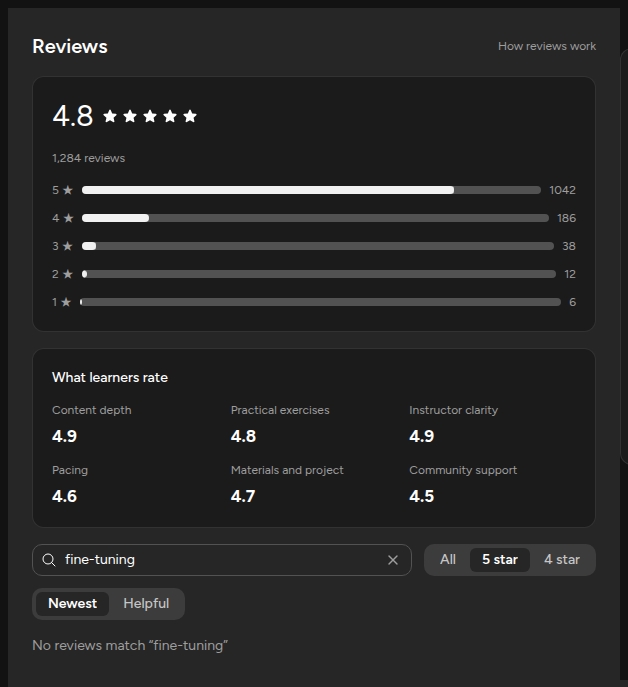 Reviews
How reviews work
4.8 ★★★★★
1,284 reviews
5 ★ 1042
4 ★ 186
3 ★ 38
2 ★ 12
1 ★ 6
What learners rate
Content depth Practical exercises Instructor clarity
4.9 4.8 4.9
Pacing Materials and project Community support
4.6 4.7 4.5
fine-tuning
All 5 star 4 star
Newest Helpful
No reviews match “fine-tuning”